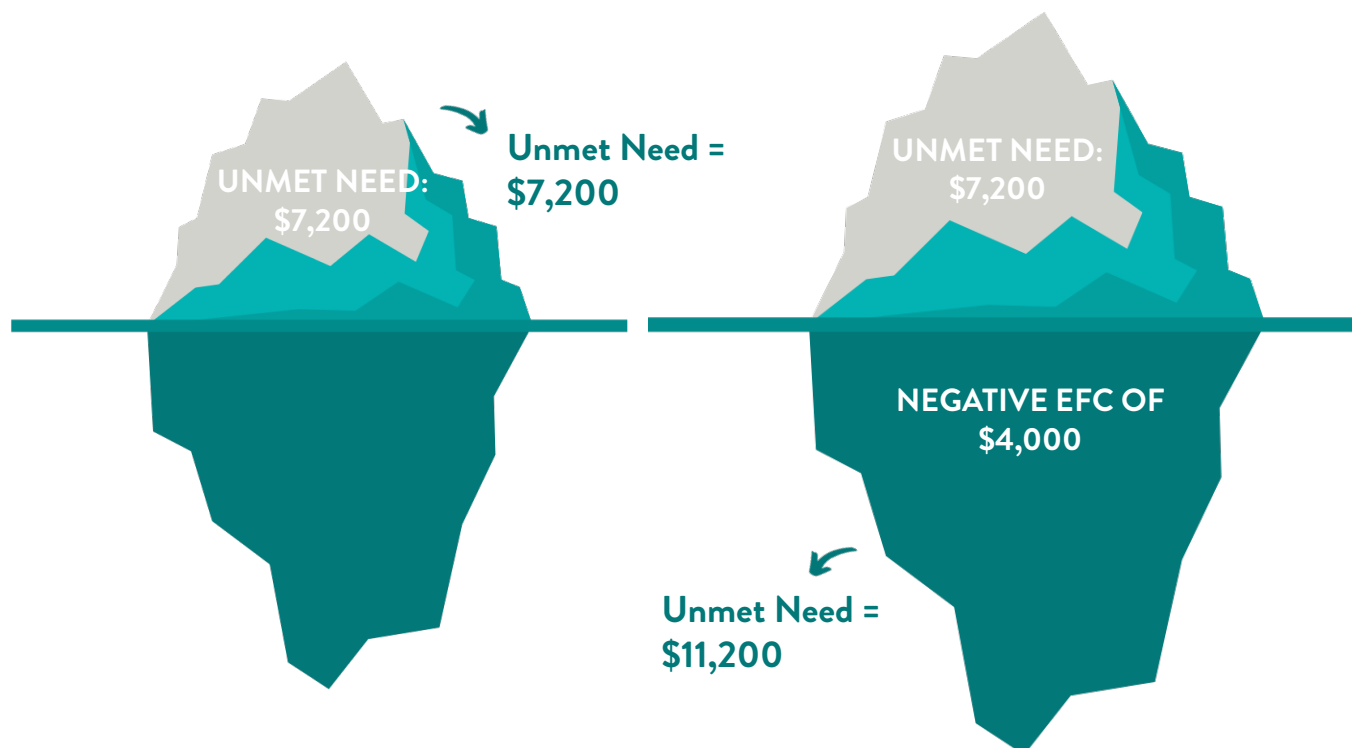 UNMET NEED:
$7,200
Unmet Need =
$7,200
UNMET NEED:
$7,200
NEGATIVE EFC OF
$4,000
Unmet Need =
$11,200